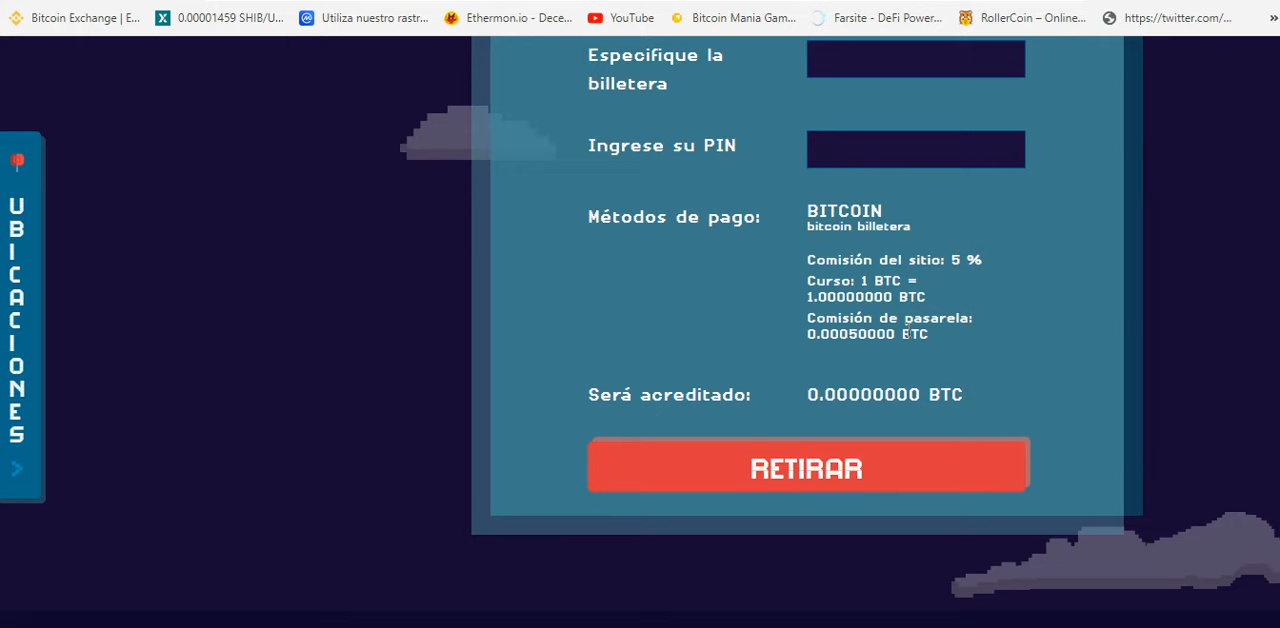 Bitcoin Exchange | E... 0.00001459 SHIB/U... Utiliza nuestro rastr... Ethermon.io - Dece... YouTube Bitcoin Mania Gam... Farsite - DeFi Power... RollerCoin – Online... https://twitter.com/... »
Especifique la
billetera
Ingrese su PIN
Métodos de pago:
BITCOIN
bitcoin billetera
Comisión del sitio: 5 %
Curso: 1 BTC =
1.00000000 BTC
Comisión de pasarela:
0.00050000 BTC
Será acreditado:
0.00000000 BTC
RETIRAR
UBICACIONES >